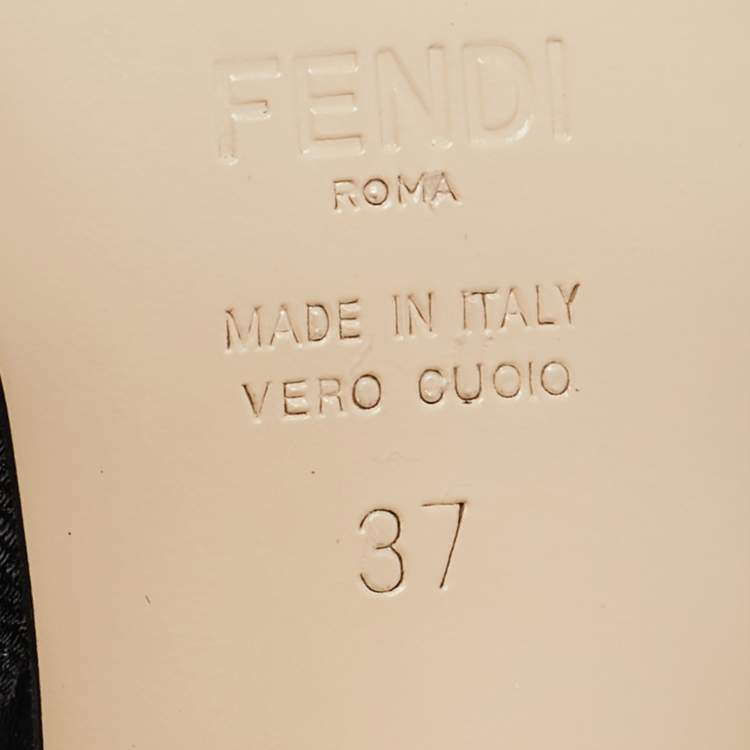 FENDI
ROMA
MADE IN ITALY
VERO CUOIO
37